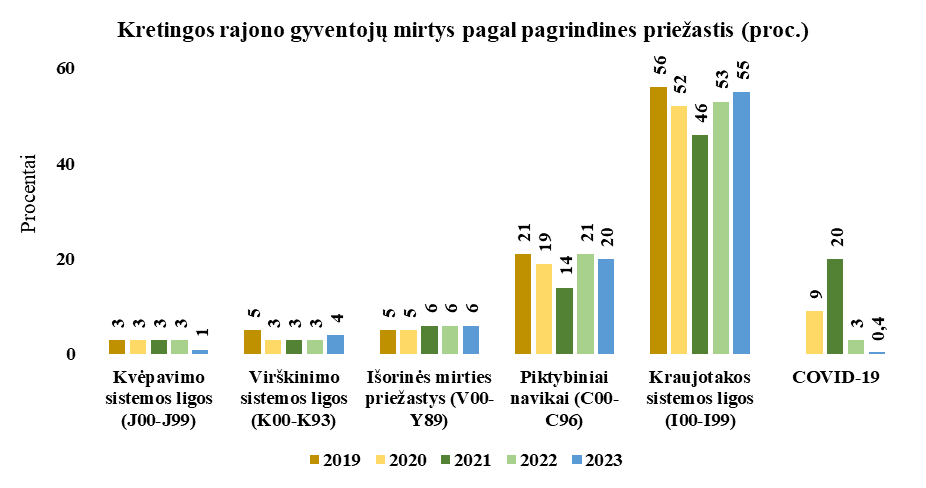 Kretingos rajono gyventojų mirtys pagal pagrindines priežastis (proc.)
Procentai
60
40
20
0
3 3 3 3 1
5 3 3 3 4
5 5 6 6 6
21 19 14 21 20
56 52 46 53 55
9 20 3 0,4
Kvėpavimo
sistemos ligos
(J00-J99)
Virškinimo
sistemos ligos
(K00-K93)
Išorinės mirties
priežastys (V00-
Y89)
Piktybiniai
navikai (C00-
C96)
Kraujotakos
sistemos ligos
(I00-I99)
COVID-19
2019 2020 2021 2022 2023